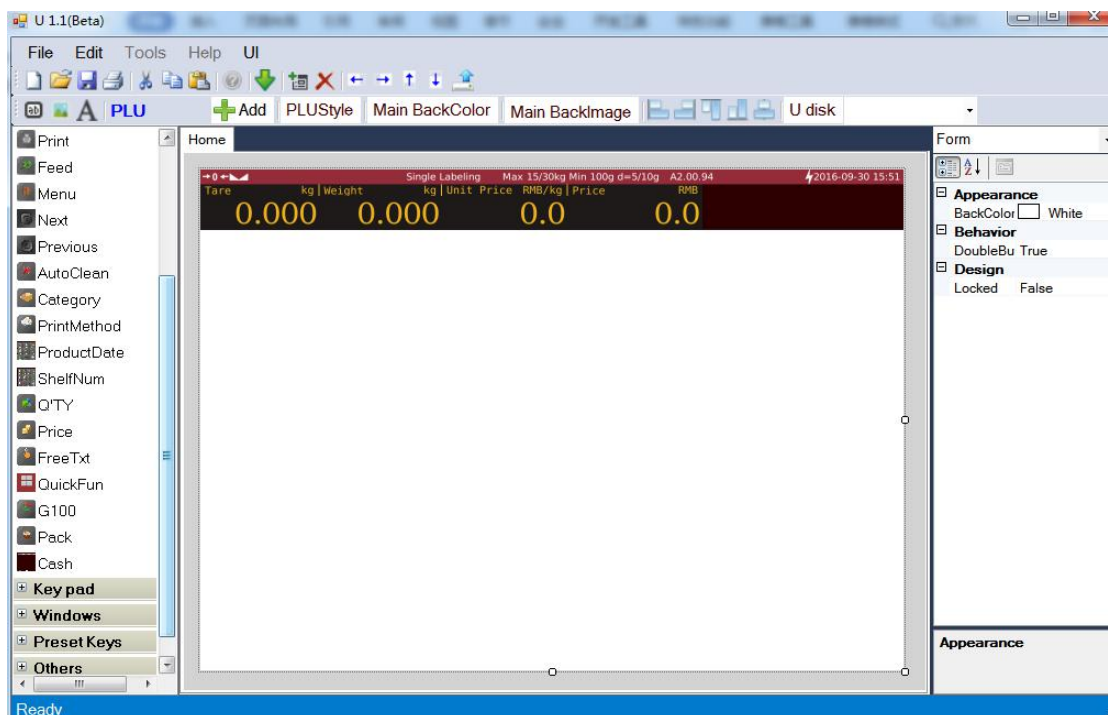 U 1.1(Beta)
File Edit Tools Help UI
ab A PLU Add PLUStyle Main BackColor Main BackImage U disk
Print
Feed
Menu
Next
Previous
AutoClean
Category
PrintMethod
ProductDate
ShelfNum
Q'TY
Price
FreeTxt
QuickFun
G100
Pack
Cash
Key pad
Windows
Preset Keys
Others
Home
→0← Single Labeling Max 15/30kg Min 100g d=5/10g A2.00.94 2016-09-30 15:51
Tare kg|Weight kg|Unit Price RMB/kg|Price RMB
0.000 0.000 0.0 0.0
Form
Appearance
BackColor White
Behavior
DoubleBu True
Design
Locked False
Appearance
Ready